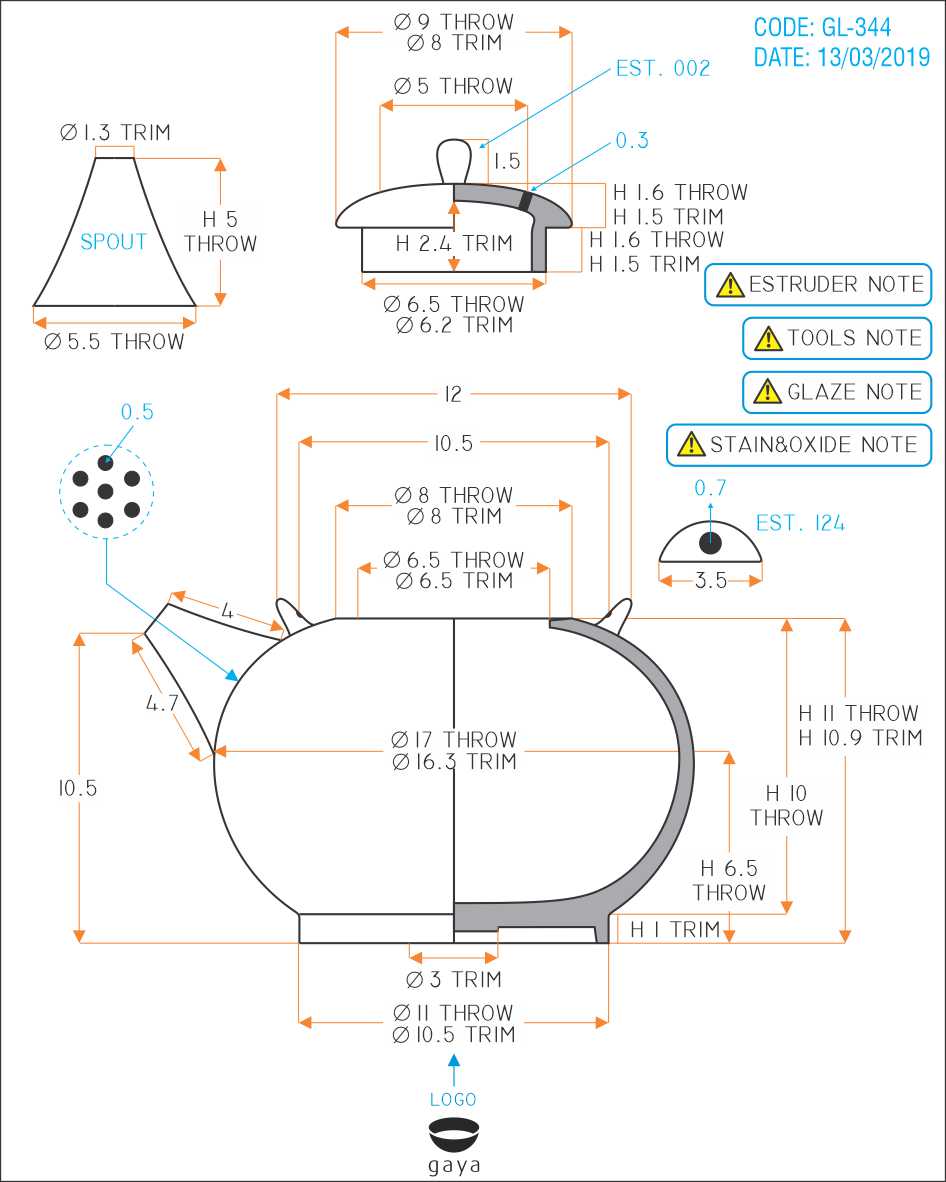 CODE: GL-344
DATE: 13/03/2019
Ø 9 THROW
Ø 8 TRIM
EST. 002
Ø 5 THROW
0.3
1.5
Ø 1.3 TRIM
H 5
THROW
SPOUT
Ø 5.5 THROW
H 1.6 THROW
H 1.5 TRIM
H 1.6 THROW
H 1.5 TRIM
H 2.4 TRIM
Ø 6.5 THROW
Ø 6.2 TRIM
ESTRUDER NOTE
TOOLS NOTE
GLAZE NOTE
STAIN&OXIDE NOTE
12
10.5
0.5
Ø 8 THROW
Ø 8 TRIM
Ø 6.5 THROW
Ø 6.5 TRIM
0.7
EST. 124
3.5
4
4.7
10.5
Ø 17 THROW
Ø 16.3 TRIM
H 11 THROW
H 10.9 TRIM
H 10
THROW
H 6.5
THROW
H 1 TRIM
Ø 3 TRIM
Ø 11 THROW
Ø 10.5 TRIM
LOGO
gaya